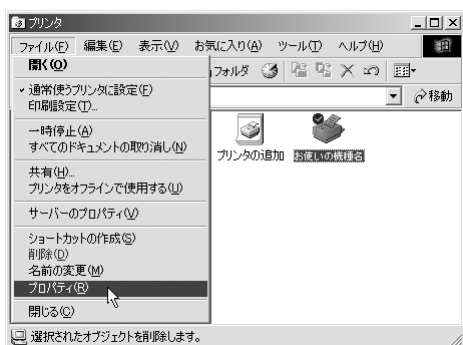 プリンタ
ファイル(F) 編集(E) 表示(V) お気に入り(A) ツール(T) ヘルプ(H)
開く(O)
フォルダ
通常使うプリンタに設定(F)
移動
印刷設定(T)...
一時停止(A)
すべてのドキュメントの取り消し(N)
プリンタの追加 お使いの機種名
共有(H)...
プリンタをオフラインで使用する(U)
サーバーのプロパティ(V)
ショートカットの作成(S)
削除(D)
名前の変更(M)
プロパティ(R)
閉じる(C)
選択されたオブジェクトを削除します。